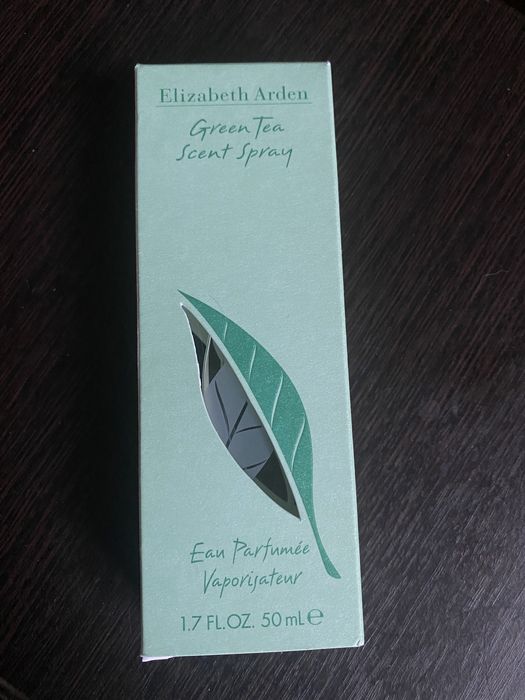 Elizabeth Arden
Green Tea
Scent Spray
Eau Parfumée
Vaporisateur
1.7 FL.OZ. 50 mL℮